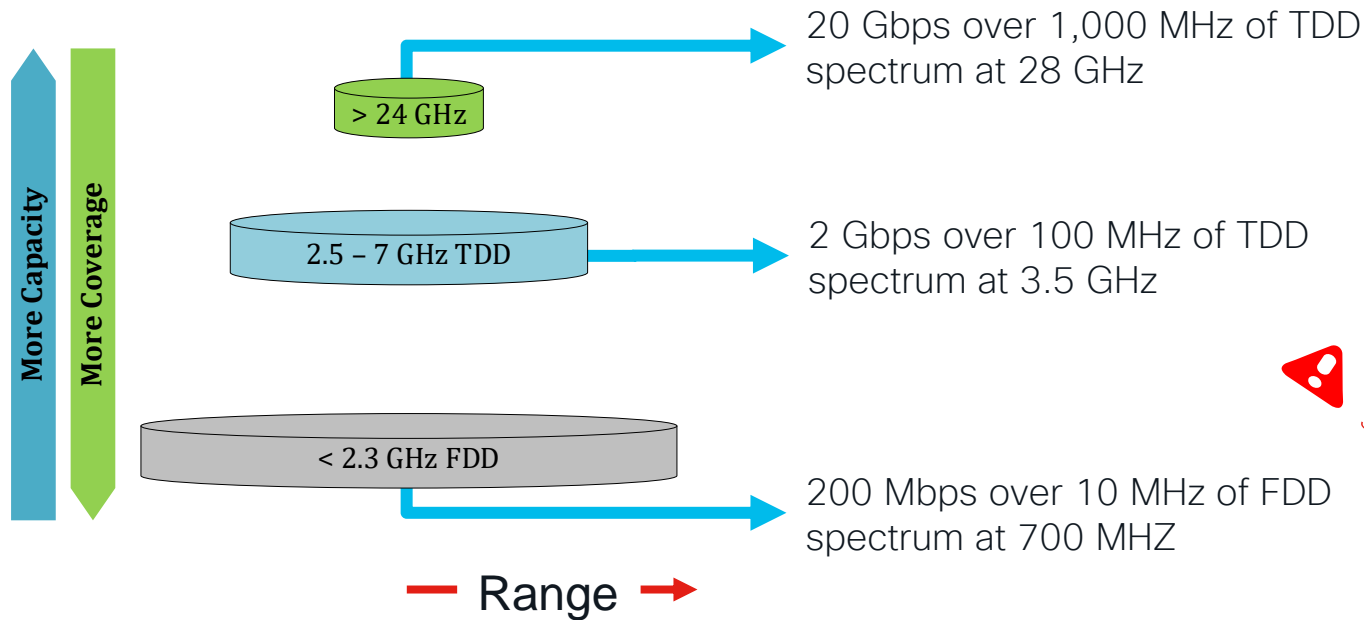 20 Gbps over 1,000 MHz of TDD
spectrum at 28 GHz
> 24 GHz
More Capacity
More Coverage
2.5 – 7 GHz TDD
2 Gbps over 100 MHz of TDD
spectrum at 3.5 GHz
< 2.3 GHz FDD
200 Mbps over 10 MHz of FDD
spectrum at 700 MHZ
Range